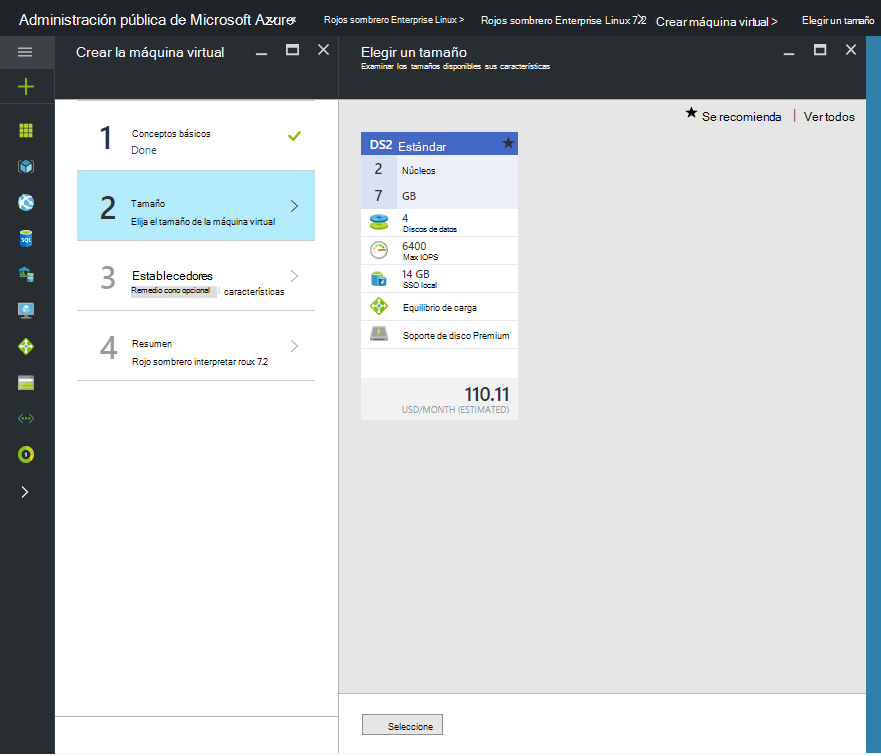 Administración pública de Microsoft Azure
Rojos sombrero Enterprise Linux >
Rojos sombrero Enterprise Linux 7.2
Crear máquina virtual >
Elegir un tamaño
Crear la máquina virtual
Elegir un tamaño
Examinar los tamaños disponibles sus características
1
Conceptos básicos
Done
2
Tamaño
Elija el tamaño de la máquina virtual
3
Establecedores
Remedio cono opcional características
4
Resumen
Rojo sombrero interpretar roux 7.2
★ Se recomienda | Ver todos
DS2 Estándar ★
2 Núcleos
7 GB
4
Discos de datos
6400
Max IOPS
14 GB
SSO local
Equilibrio de carga
Soporte de disco Premium
110.11
USD/MONTH (ESTIMATED)
SQL
Seleccione